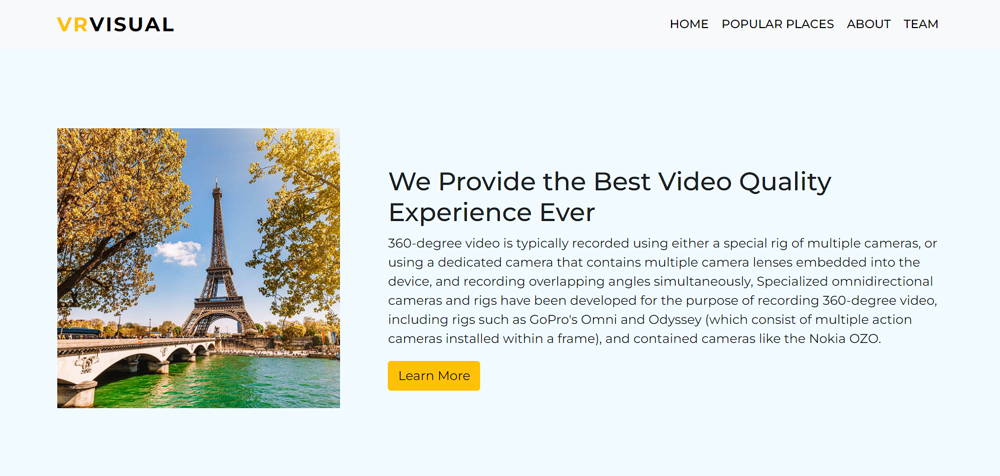 VRVISUAL
HOME POPULAR PLACES ABOUT TEAM
We Provide the Best Video Quality
Experience Ever
360-degree video is typically recorded using either a special rig of multiple cameras, or
using a dedicated camera that contains multiple camera lenses embedded into the
device, and recording overlapping angles simultaneously, Specialized omnidirectional
cameras and rigs have been developed for the purpose of recording 360-degree video,
including rigs such as GoPro's Omni and Odyssey (which consist of multiple action
cameras installed within a frame), and contained cameras like the Nokia OZO.
Learn More